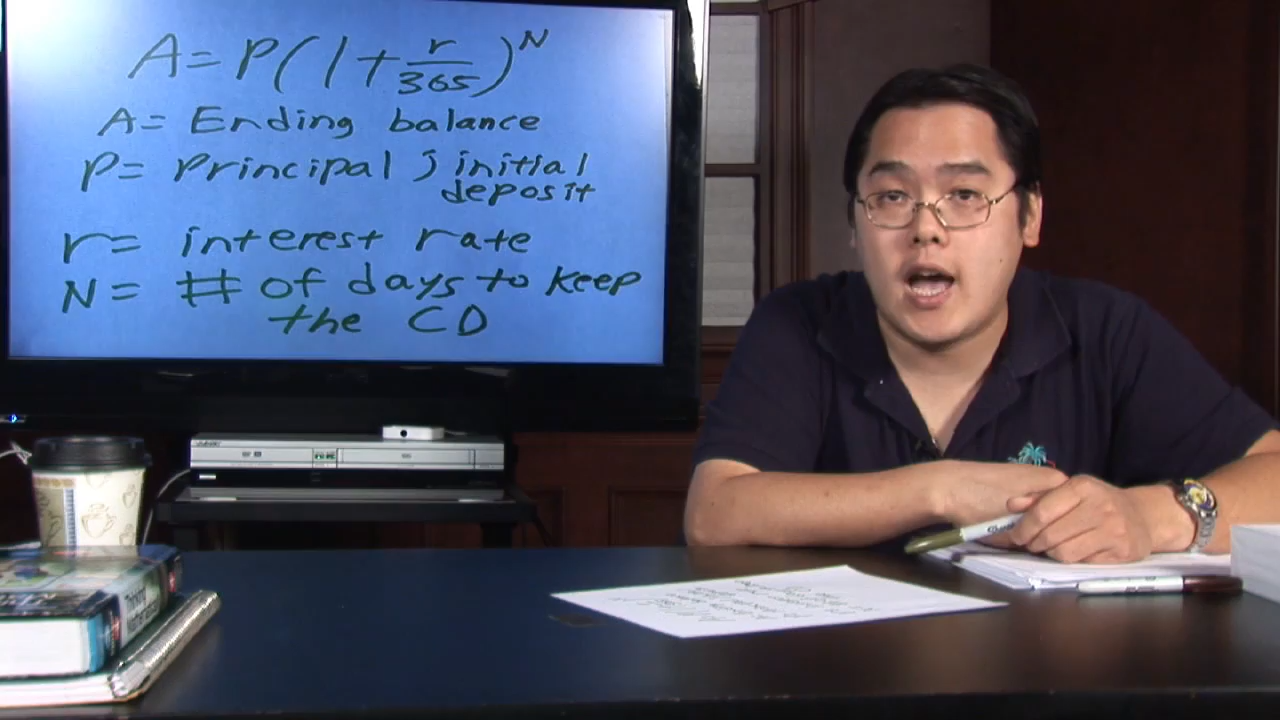 A = P(1 + r/365)^N
A = Ending balance
P = Principal ; initial
deposit
r = interest rate
N = # of days to keep
the CD